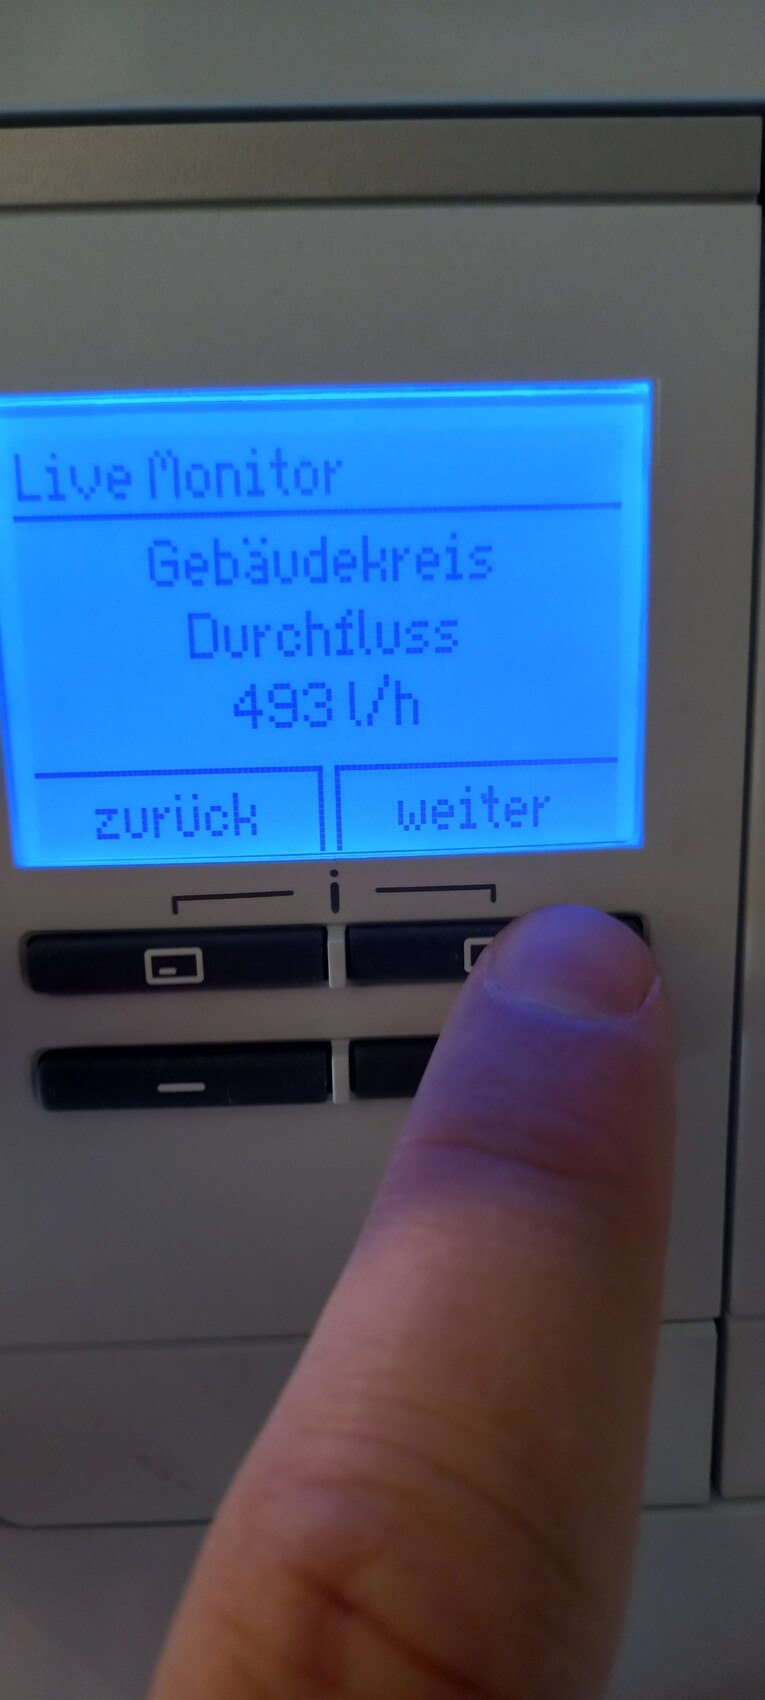 Live Monitor
Gebäudekreis
Durchfluss
493 l/h
zurück weiter
i